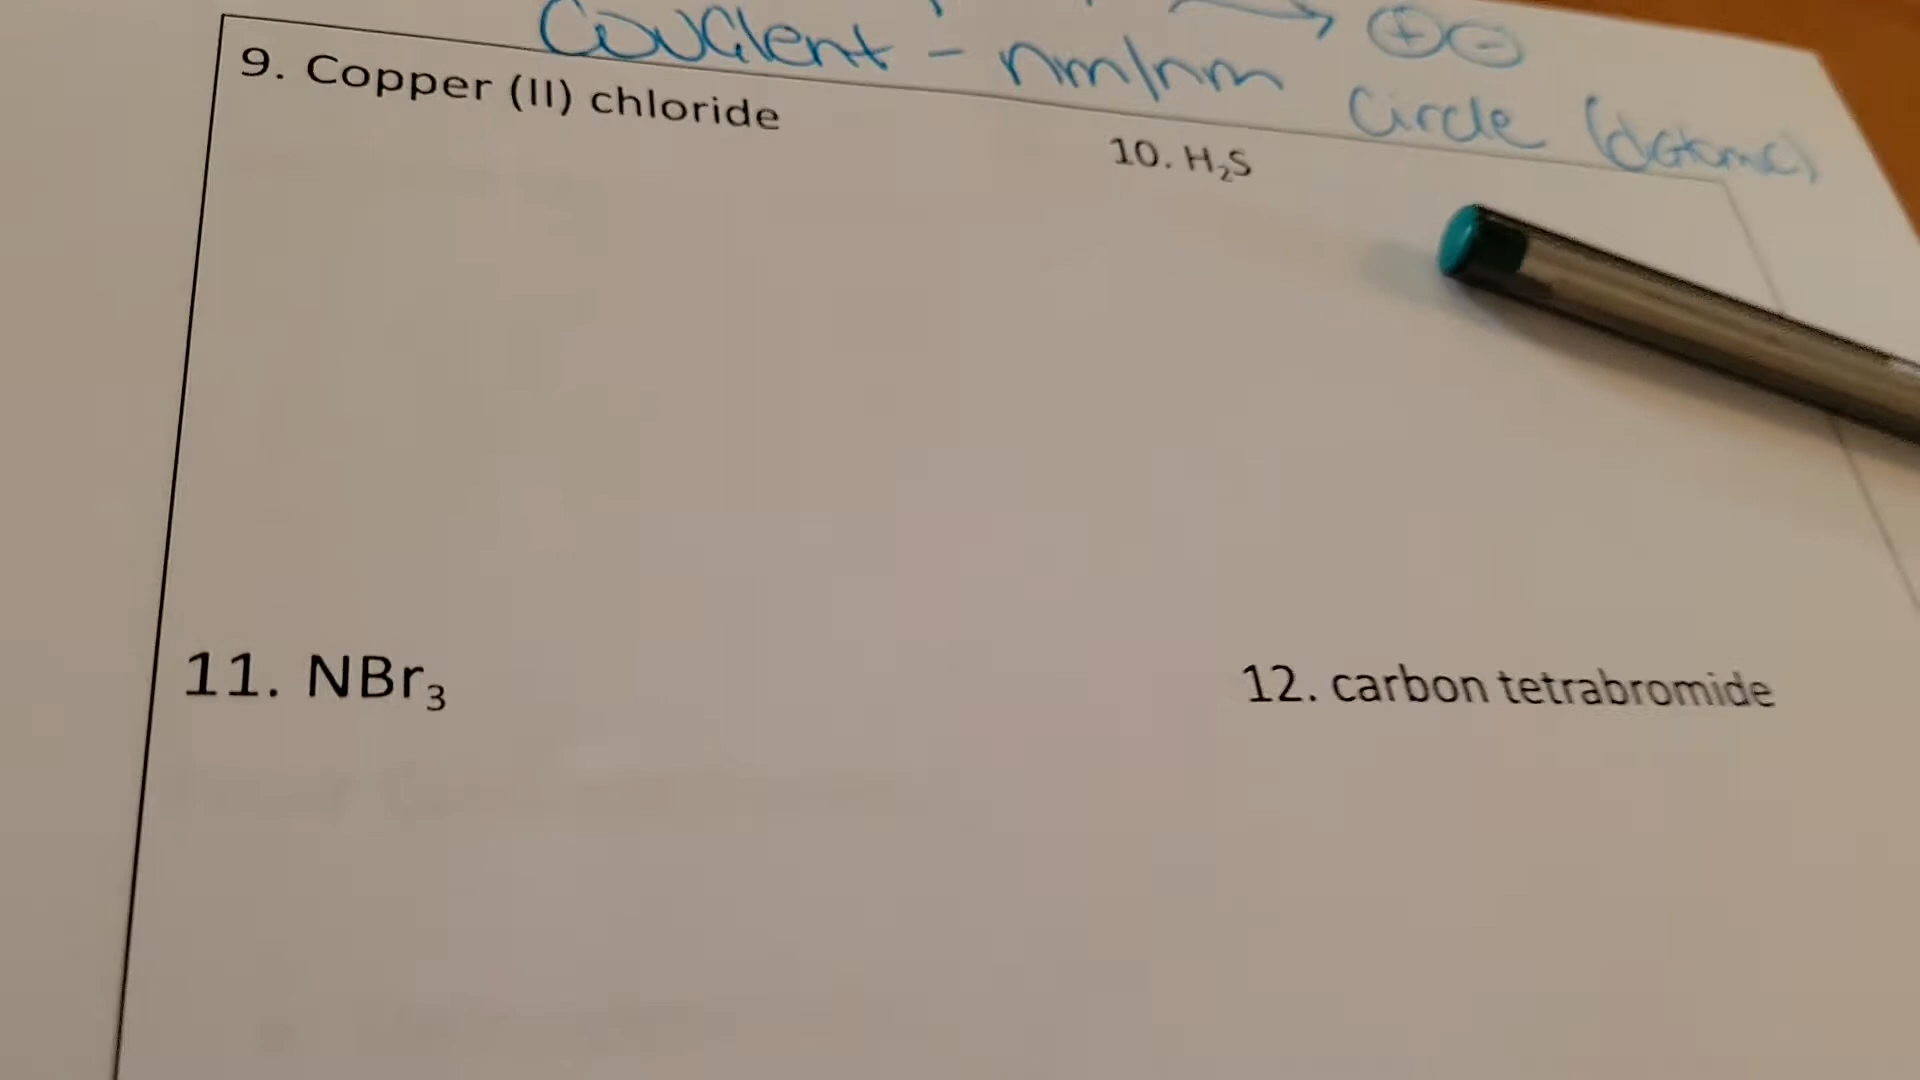 Covalent - nm/nm
Circle
9. Copper (II) chloride
10. H₂S
11. NBr₃
12. carbon tetrabromide